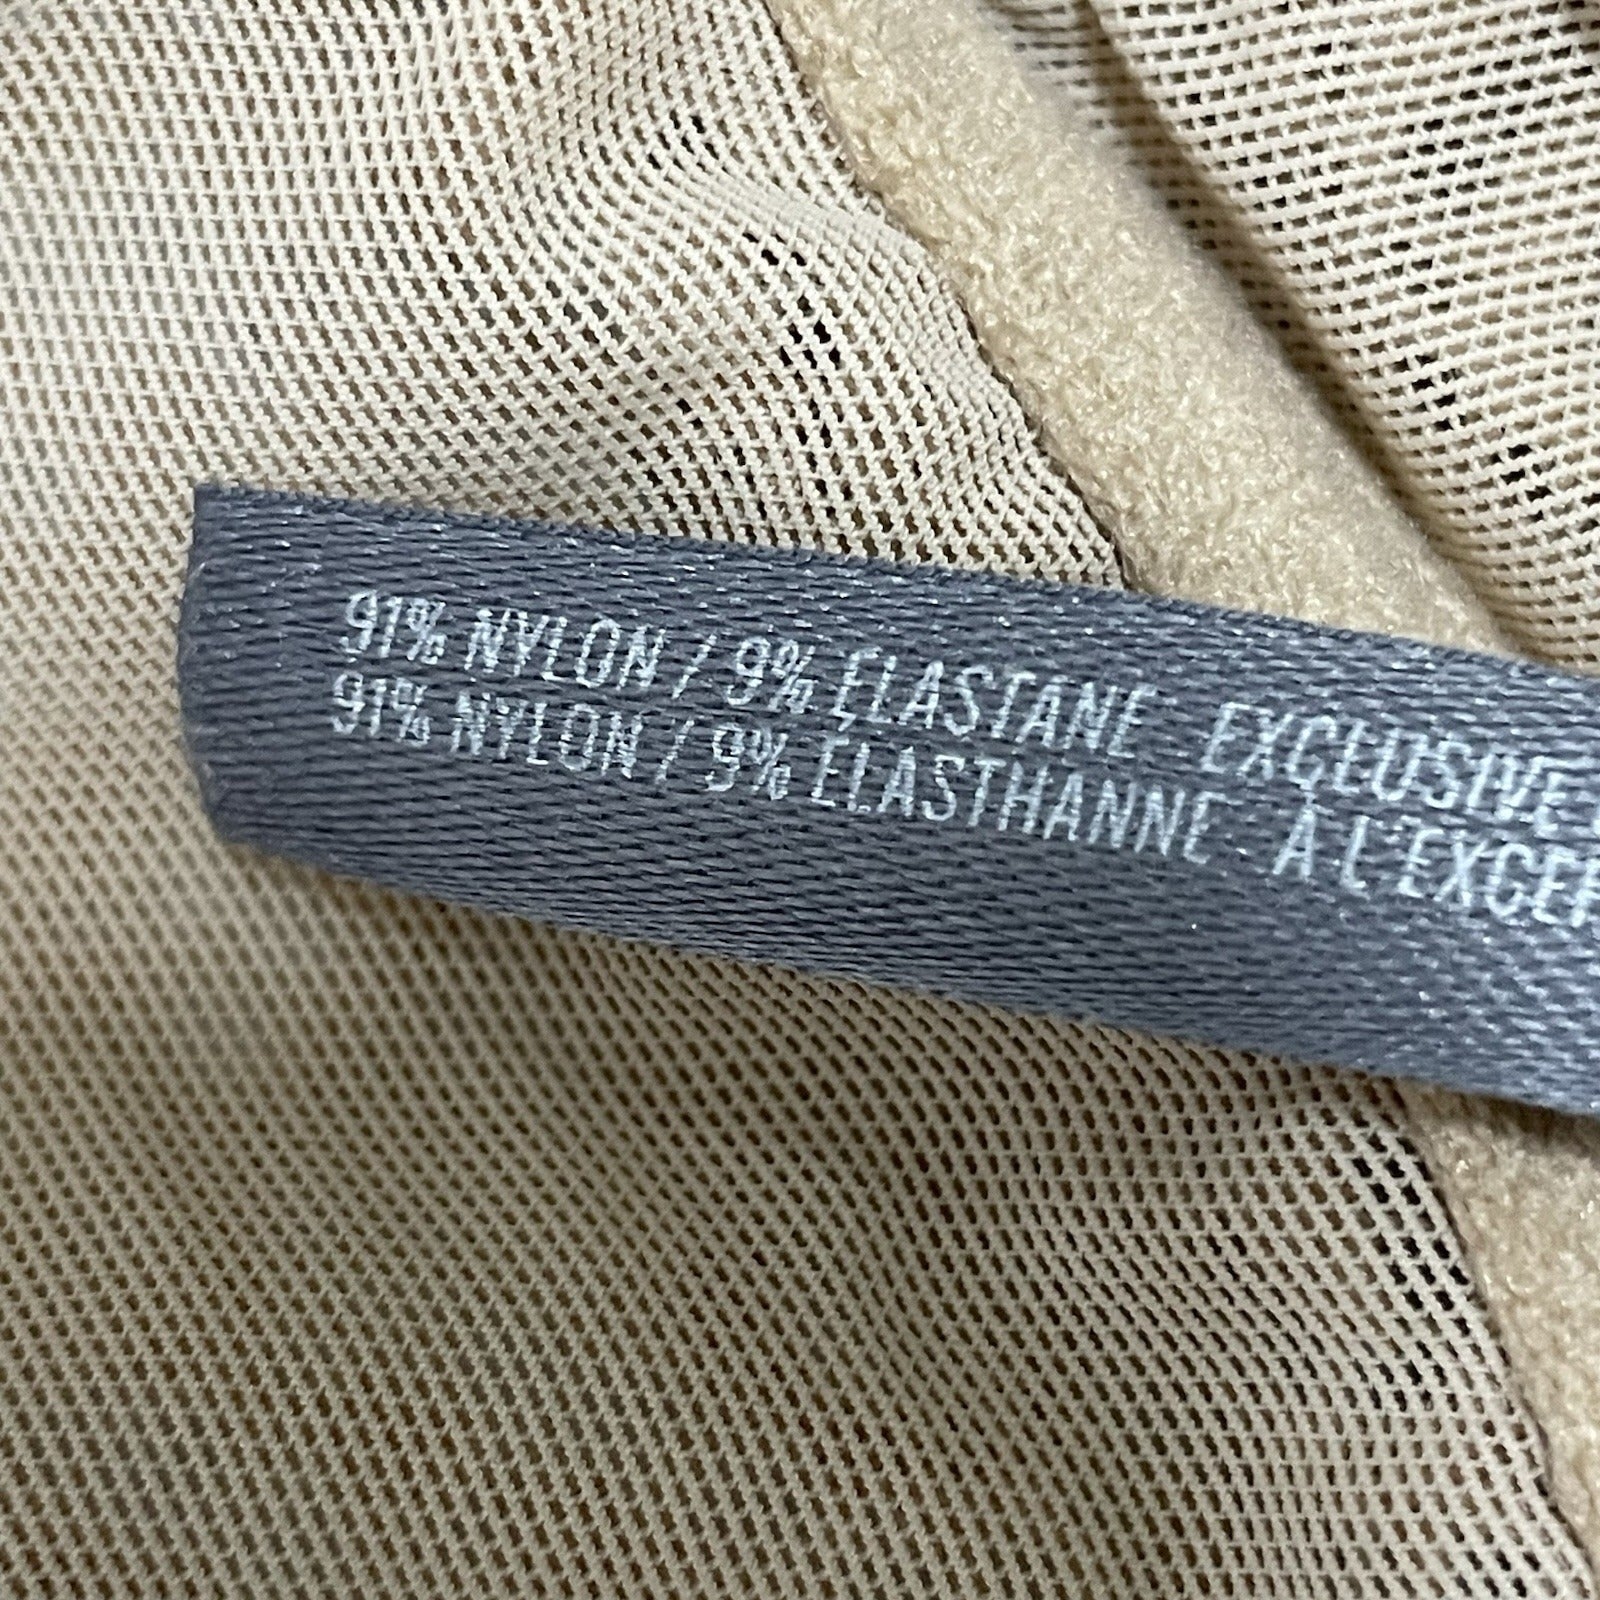 91% NYLON / 9% ELASTANE EXCLUSIVE
91% NYLON / 9% ELASTHANNE À L'EXCEP